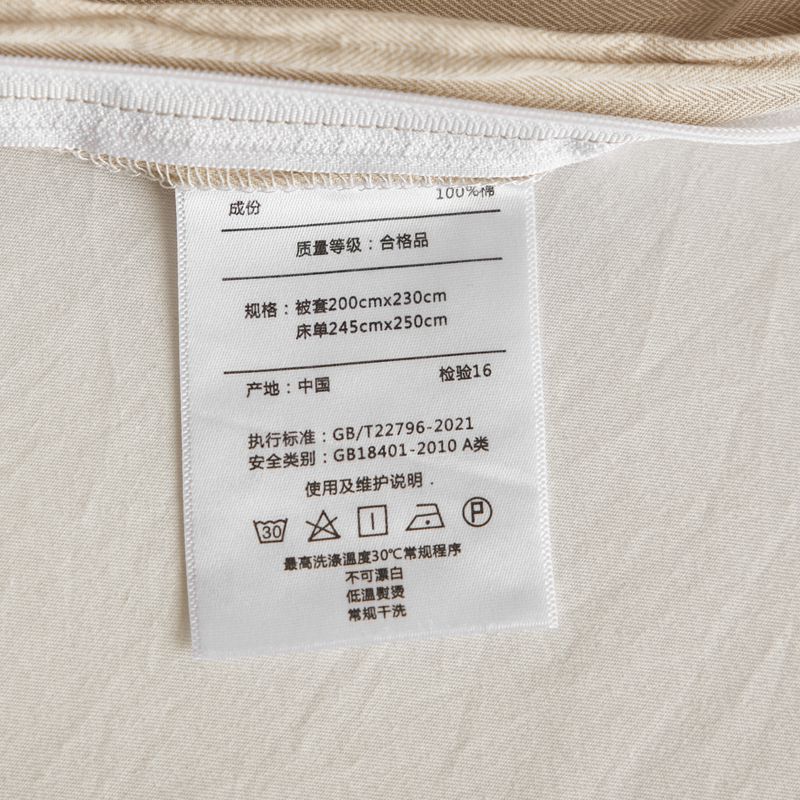 成份 100%棉
质量等级：合格品
规格：被套200cmx230cm
床单245cmx250cm
产地：中国 检验16
执行标准：GB/T22796-2021
安全类别：GB18401-2010 A类
使用及维护说明．
30 P
最高洗涤温度30℃常规程序
不可漂白
低温熨烫
常规干洗